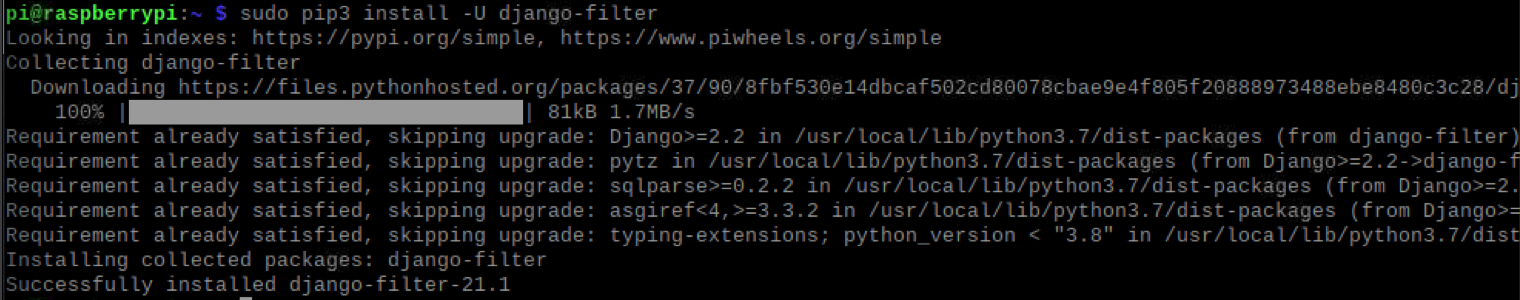 pi@raspberrypi:~ $ sudo pip3 install -U django-filter
Looking in indexes: https://pypi.org/simple, https://www.piwheels.org/simple
Collecting django-filter
  Downloading https://files.pythonhosted.org/packages/37/90/8fbf530e14dbcaf502cd80078cbae9e4f805f20888973488ebe8480c3c28/dj
    100% |████████████████████████████████| 81kB 1.7MB/s
Requirement already satisfied, skipping upgrade: Django>=2.2 in /usr/local/lib/python3.7/dist-packages (from django-filter)
Requirement already satisfied, skipping upgrade: pytz in /usr/local/lib/python3.7/dist-packages (from Django>=2.2->django-f
Requirement already satisfied, skipping upgrade: sqlparse>=0.2.2 in /usr/local/lib/python3.7/dist-packages (from Django>=2.
Requirement already satisfied, skipping upgrade: asgiref<4,>=3.3.2 in /usr/local/lib/python3.7/dist-packages (from Django>=
Requirement already satisfied, skipping upgrade: typing-extensions; python_version < "3.8" in /usr/local/lib/python3.7/dist
Installing collected packages: django-filter
Successfully installed django-filter-21.1